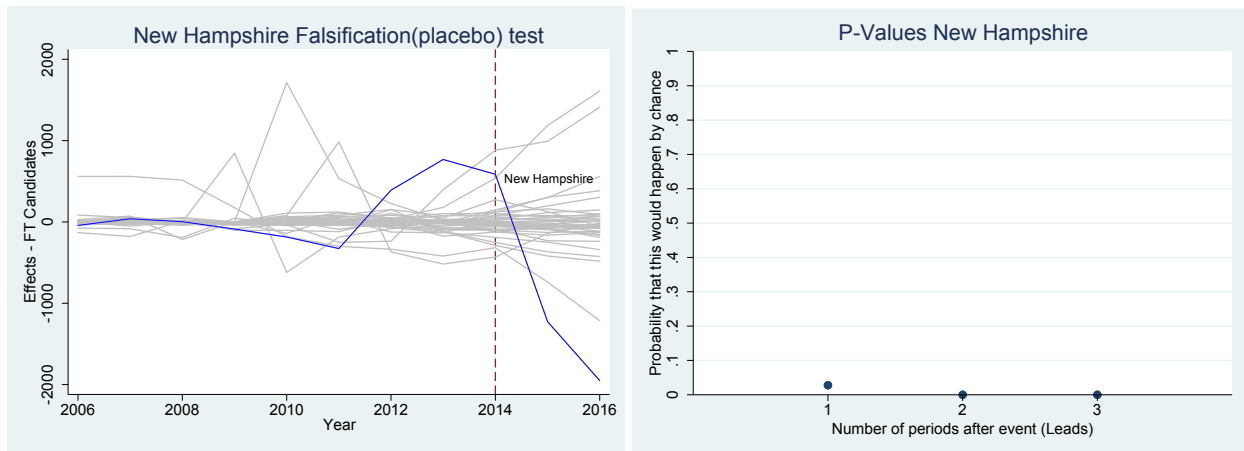 New Hampshire Falsification(placebo) test
Effects - FT Candidates
2000
1000
0
-1000
-2000
New Hampshire
2006 2008 2010 2012 2014 2016
Year
P-Values New Hampshire
Probability that this would happen by chance
1
.9
.8
.7
.6
.5
.4
.3
.2
.1
0
1 2 3
Number of periods after event (Leads)